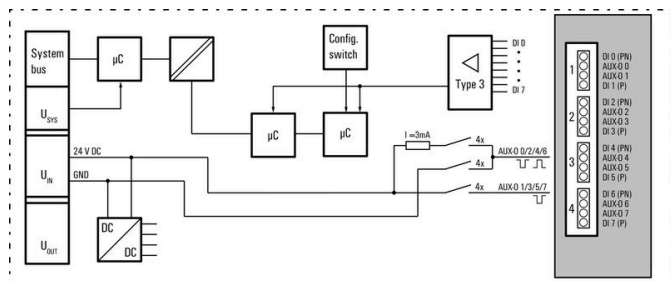 System
bus
µC
Config.
switch
Type 3
DI 0
DI 7
USYS
µC
µC
I =3mA
4x
AUX-O 0/2/4/6
24 V DC
UIN
GND
4x
4x
AUX-O 1/3/5/7
DC
DC
UOUT
1
DI 0 (PN)
AUX-O 0
AUX-O 1
DI 1 (P)
2
DI 2 (PN)
AUX-O 2
AUX-O 3
DI 3 (P)
3
DI 4 (PN)
AUX-O 4
AUX-O 5
DI 5 (P)
4
DI 6 (PN)
AUX-O 6
AUX-O 7
DI 7 (P)